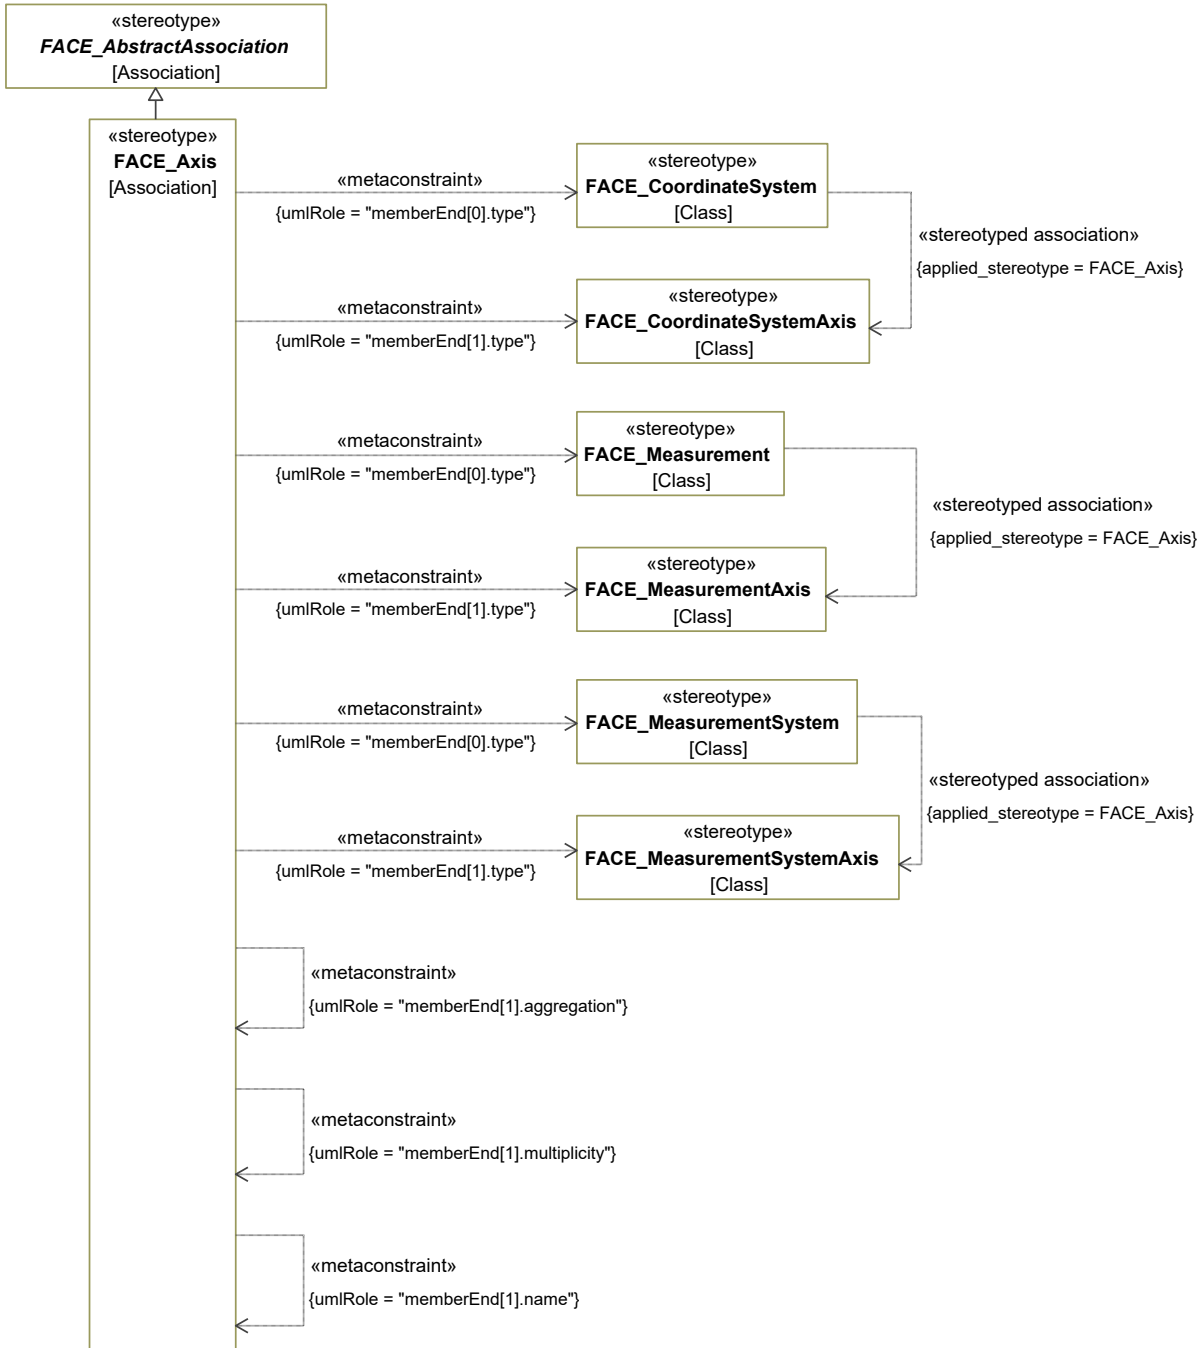 «stereotype»
FACE_AbstractAssociation
[Association]
«stereotype»
FACE_Axis
[Association]
«metaconstraint»
{umlRole = "memberEnd[0].type"}
«stereotype»
FACE_CoordinateSystem
[Class]
«stereotyped association»
{applied_stereotype = FACE_Axis}
«metaconstraint»
{umlRole = "memberEnd[1].type"}
«stereotype»
FACE_CoordinateSystemAxis
[Class]
«metaconstraint»
{umlRole = "memberEnd[0].type"}
«stereotype»
FACE_Measurement
[Class]
«stereotyped association»
{applied_stereotype = FACE_Axis}
«metaconstraint»
{umlRole = "memberEnd[1].type"}
«stereotype»
FACE_MeasurementAxis
[Class]
«metaconstraint»
{umlRole = "memberEnd[0].type"}
«stereotype»
FACE_MeasurementSystem
[Class]
«stereotyped association»
{applied_stereotype = FACE_Axis}
«metaconstraint»
{umlRole = "memberEnd[1].type"}
«stereotype»
FACE_MeasurementSystemAxis
[Class]
«metaconstraint»
{umlRole = "memberEnd[1].aggregation"}
«metaconstraint»
{umlRole = "memberEnd[1].multiplicity"}
«metaconstraint»
{umlRole = "memberEnd[1].name"}